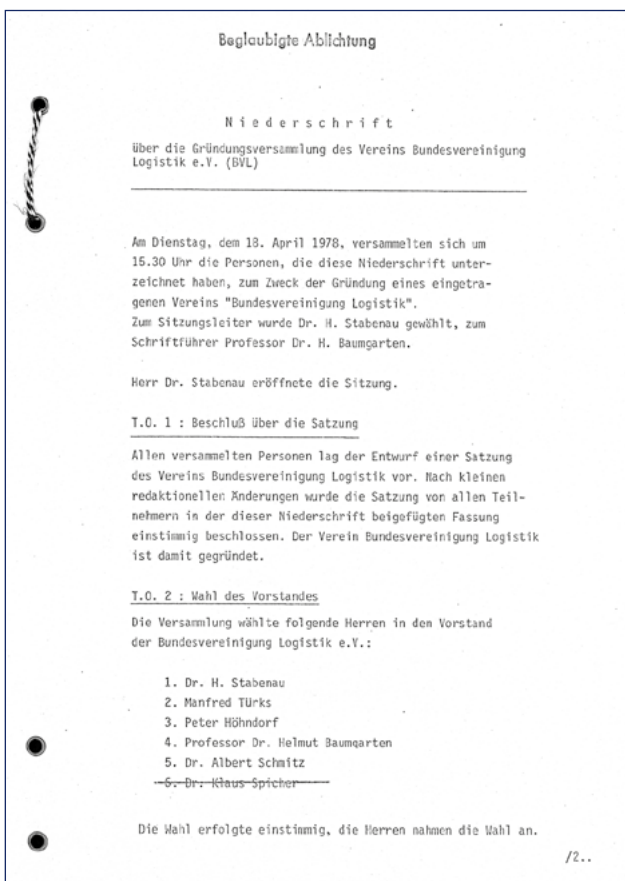 Beglaubigte Ablichtung
N i e d e r s c h r i f t
über die Gründungsversammlung des Vereins Bundesvereinigung
Logistik e.V. (BVL)
Am Dienstag, dem 18. April 1978, versammelten sich um
15.30 Uhr die Personen, die diese Niederschrift unter-
zeichnet haben, zum Zweck der Gründung eines eingetra-
genen Vereins "Bundesvereinigung Logistik".
Zum Sitzungsleiter wurde Dr. H. Stabenau gewählt, zum
Schriftführer Professor Dr. H. Baumgarten.
Herr Dr. Stabenau eröffnete die Sitzung.
T.O. 1 : Beschluß über die Satzung
Allen versammelten Personen lag der Entwurf einer Satzung
des Vereins Bundesvereinigung Logistik vor. Nach kleinen
redaktionellen Änderungen wurde die Satzung von allen Teil-
nehmern in der dieser Niederschrift beigefügten Fassung
einstimmig beschlossen. Der Verein Bundesvereinigung Logistik
ist damit gegründet.
T.O. 2 : Wahl des Vorstandes
Die Versammlung wählte folgende Herren in den Vorstand
der Bundesvereinigung Logistik e.V.:
1. Dr. H. Stabenau
2. Manfred Türks
3. Peter Höhndorf
4. Professor Dr. Helmut Baumgarten
5. Dr. Albert Schmitz
6. Dr. Klaus Spicher
Die Wahl erfolgte einstimmig, die Herren nahmen die Wahl an.
/2..